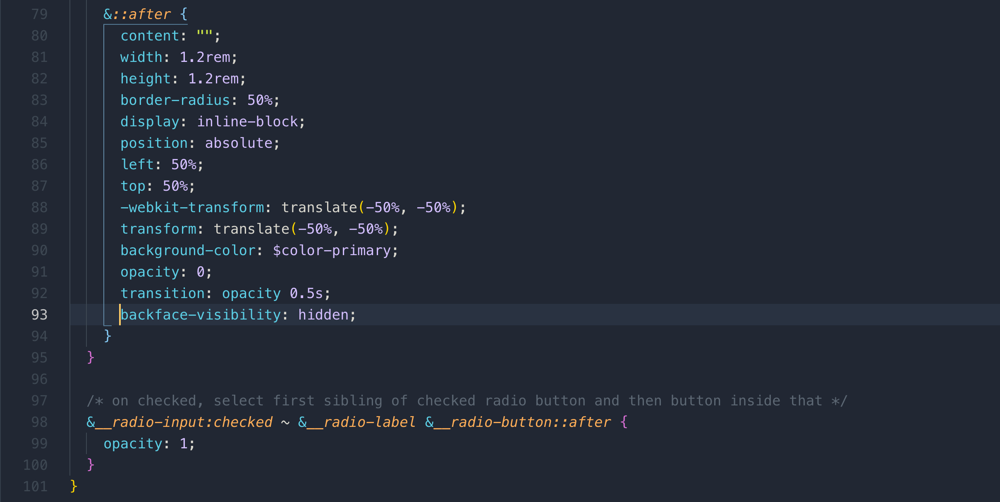 79 &::after {
80 content: "";
81 width: 1.2rem;
82 height: 1.2rem;
83 border-radius: 50%;
84 display: inline-block;
85 position: absolute;
86 left: 50%;
87 top: 50%;
88 -webkit-transform: translate(-50%, -50%);
89 transform: translate(-50%, -50%);
90 background-color: $color-primary;
91 opacity: 0;
92 transition: opacity 0.5s;
93 backface-visibility: hidden;
94 }
95 }
96
97 /* on checked, select first sibling of checked radio button and then button inside that */
98 &__radio-input:checked ~ &__radio-label &__radio-button::after {
99 opacity: 1;
100 }
101 }